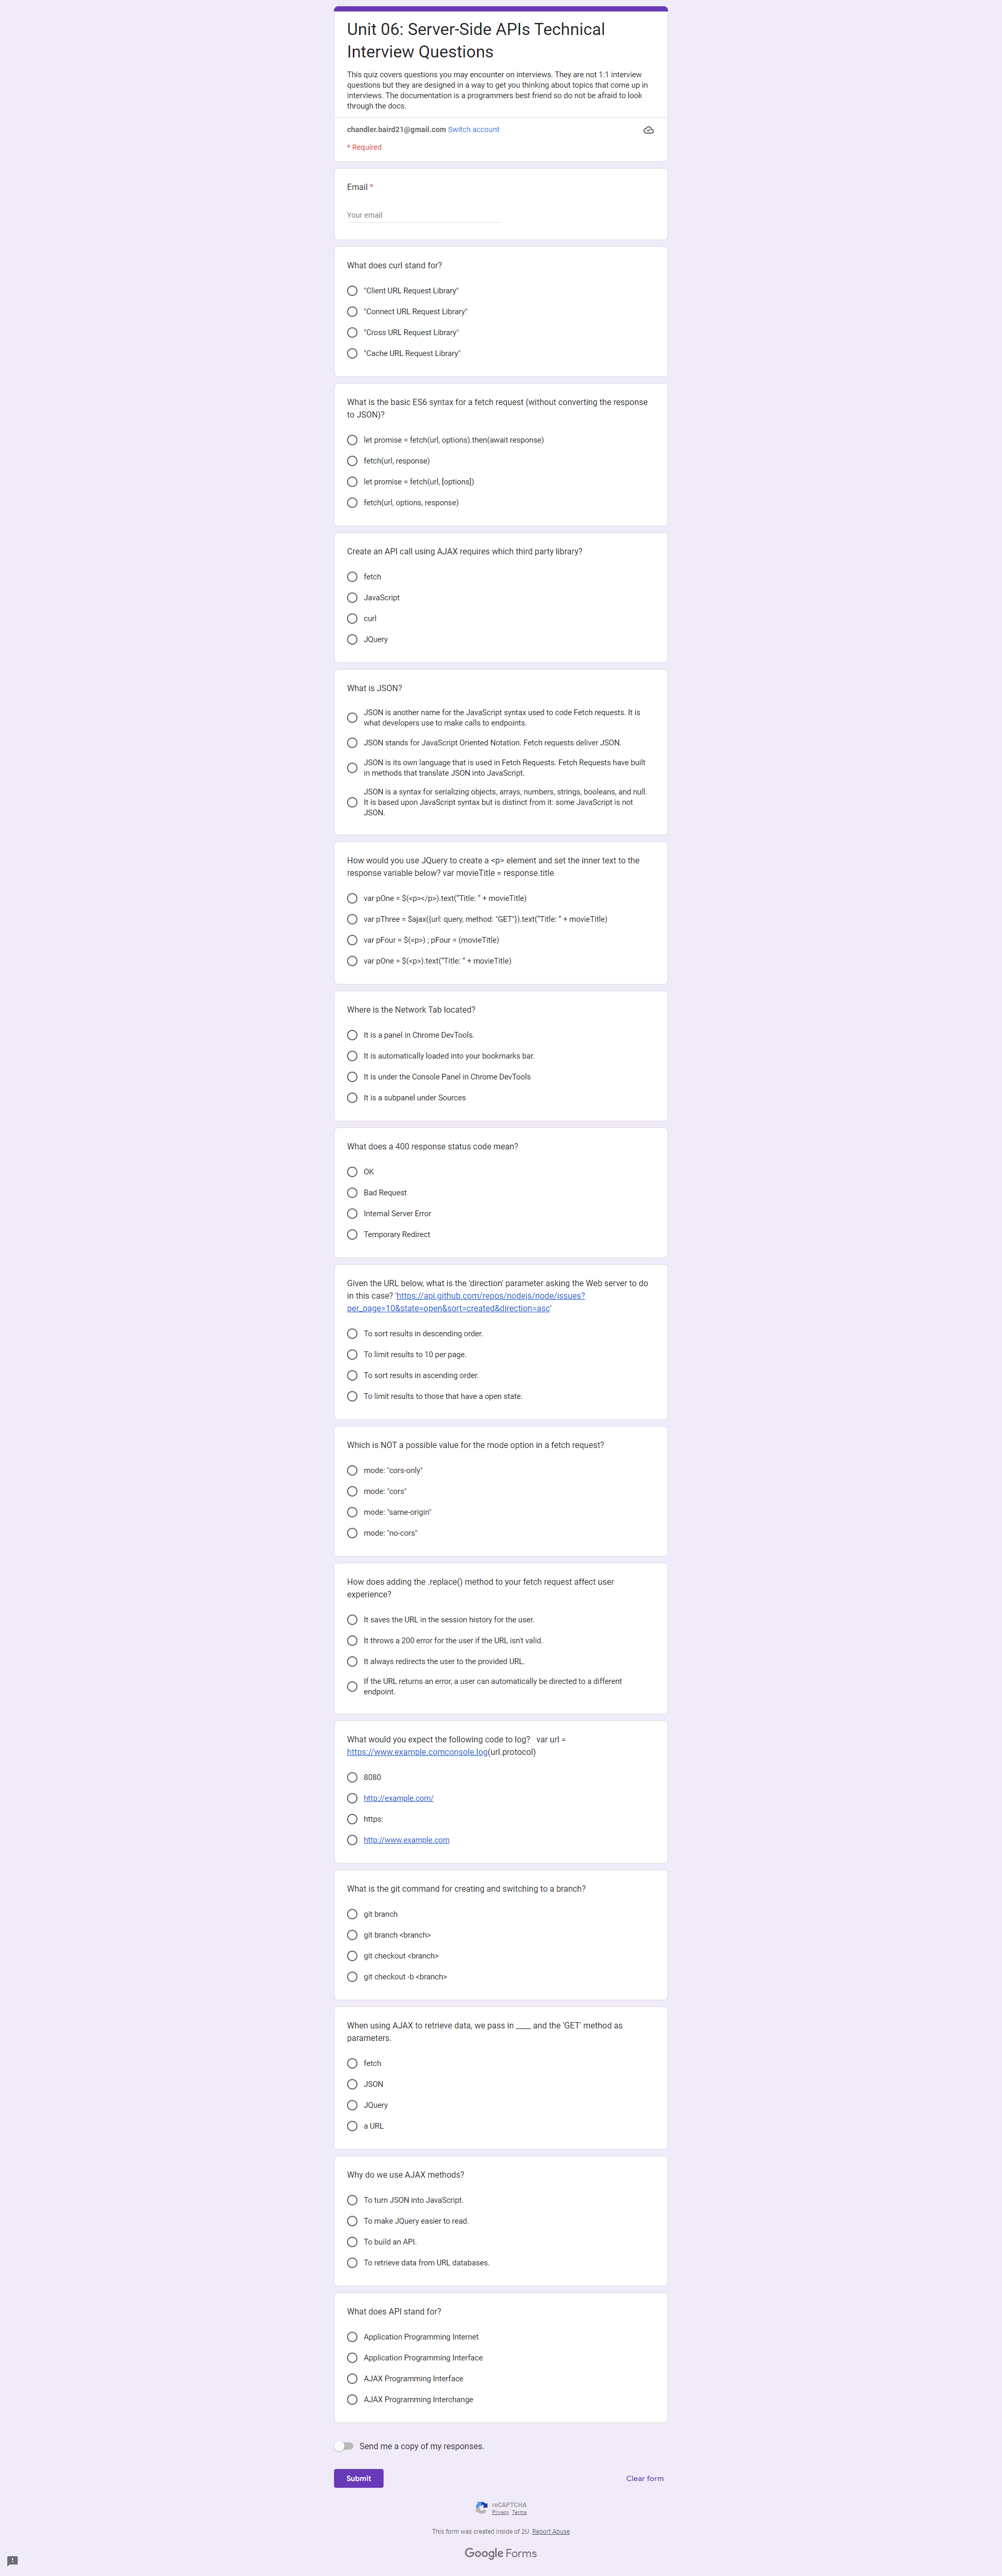 Unit 06: Server-Side APIs Technical
Interview Questions
This quiz covers questions you may encounter on interviews. They are not 1:1 interview
questions but they are designed in a way to get you thinking about topics that come up in
interviews. The documentation is a programmers best friend so do not be afraid to look
through the docs.
chandler.baird21@gmail.com Switch account
* Required
Email *
Your email
What does curl stand for?
"Client URL Request Library"
"Connect URL Request Library"
"Cross URL Request Library"
"Cache URL Request Library"
What is the basic ES6 syntax for a fetch request (without converting the response
to JSON)?
let promise = fetch(url, options).then(await response)
fetch(url, response)
let promise = fetch(url, [options])
fetch(url, options, response)
Create an API call using AJAX requires which third party library?
fetch
JavaScript
curl
JQuery
What is JSON?
JSON is another name for the JavaScript syntax used to code Fetch requests. It is
what developers use to make calls to endpoints.
JSON stands for JavaScript Oriented Notation. Fetch requests deliver JSON.
JSON is its own language that is used in Fetch Requests. Fetch Requests have built
in methods that translate JSON into JavaScript.
JSON is a syntax for serializing objects, arrays, numbers, strings, booleans, and null.
It is based upon JavaScript syntax but is distinct from it: some JavaScript is not
JSON.
How would you use JQuery to create a <p> element and set the inner text to the
response variable below? var movieTitle = response.title
var pOne = $(<p></p>).text("Title: " + movieTitle)
var pThree = $ajax({url: query, method: "GET"}).text("Title: " + movieTitle)
var pFour = $(<p>) ; pFour = (movieTitle)
var pOne = $(<p>).text("Title: " + movieTitle)
Where is the Network Tab located?
It is a panel in Chrome DevTools.
It is automatically loaded into your bookmarks bar.
It is under the Console Panel in Chrome DevTools
It is a subpanel under Sources
What does a 400 response status code mean?
OK
Bad Request
Internal Server Error
Temporary Redirect
Given the URL below, what is the 'direction' parameter asking the Web server to do
in this case? 'https://api.github.com/repos/nodejs/node/issues?
per_page=10&state=open&sort=created&direction=asc'
To sort results in descending order.
To limit results to 10 per page.
To sort results in ascending order.
To limit results to those that have a open state.
Which is NOT a possible value for the mode option in a fetch request?
mode: "cors-only"
mode: "cors"
mode: "same-origin"
mode: "no-cors"
How does adding the .replace() method to your fetch request affect user
experience?
It saves the URL in the session history for the user.
It throws a 200 error for the user if the URL isn't valid.
It always redirects the user to the provided URL.
If the URL returns an error, a user can automatically be directed to a different
endpoint.
What would you expect the following code to log?   var url =
https://www.example.comconsole.log(url.protocol)
8080
http://example.com/
https:
http://www.example.com
What is the git command for creating and switching to a branch?
git branch
git branch <branch>
git checkout <branch>
git checkout -b <branch>
When using AJAX to retrieve data, we pass in ____ and the 'GET' method as
parameters.
fetch
JSON
JQuery
a URL
Why do we use AJAX methods?
To turn JSON into JavaScript.
To make JQuery easier to read.
To build an API.
To retrieve data from URL databases.
What does API stand for?
Application Programming Internet
Application Programming Interface
AJAX Programming Interface
AJAX Programming Interchange
Send me a copy of my responses.
Submit
Clear form
reCAPTCHA
Privacy Terms
This form was created inside of 2U. Report Abuse
Google Forms